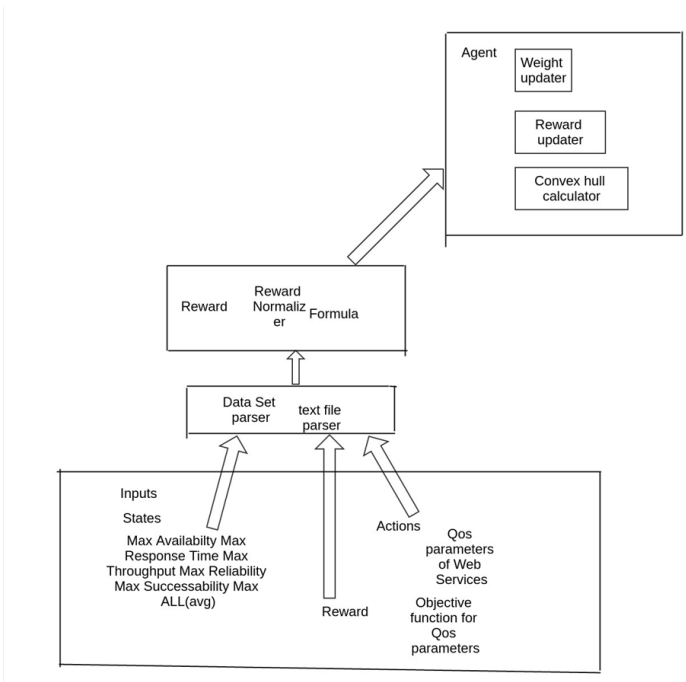 Agent
Weight
updater
Reward
updater
Convex hull
calculator
Reward
Reward
Normaliz
er
Formula
Data Set
parser
text file
parser
Inputs
States
Max Availabilty Max
Response Time Max
Throughput Max Reliability
Max Successability Max
ALL(avg)
Actions
Qos
parameters
of Web
Services
Reward
Objective
function for
Qos
parameters